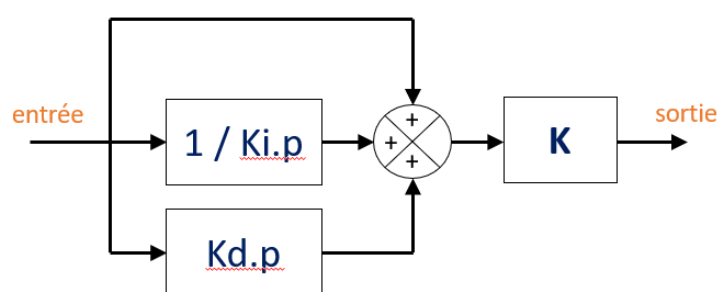 entrée
sortie
+
1 / Ki.p
+
+
K
Kd.p